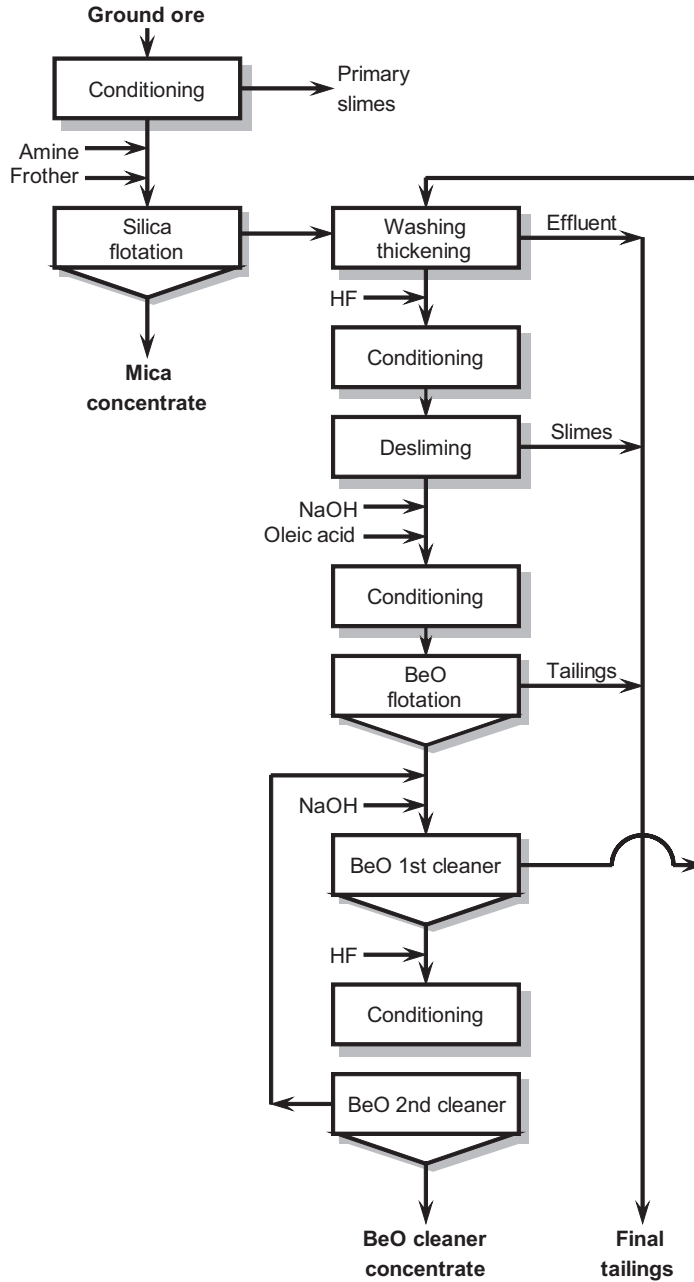 Ground ore
Conditioning
Primary
slimes
Amine
Frother
Silica
flotation
Washing
thickening
Effluent
HF
Mica
concentrate
Conditioning
Desliming
Slimes
NaOH
Oleic acid
Conditioning
BeO
flotation
Tailings
NaOH
BeO 1st cleaner
HF
Conditioning
BeO 2nd cleaner
BeO cleaner
concentrate
Final
tailings